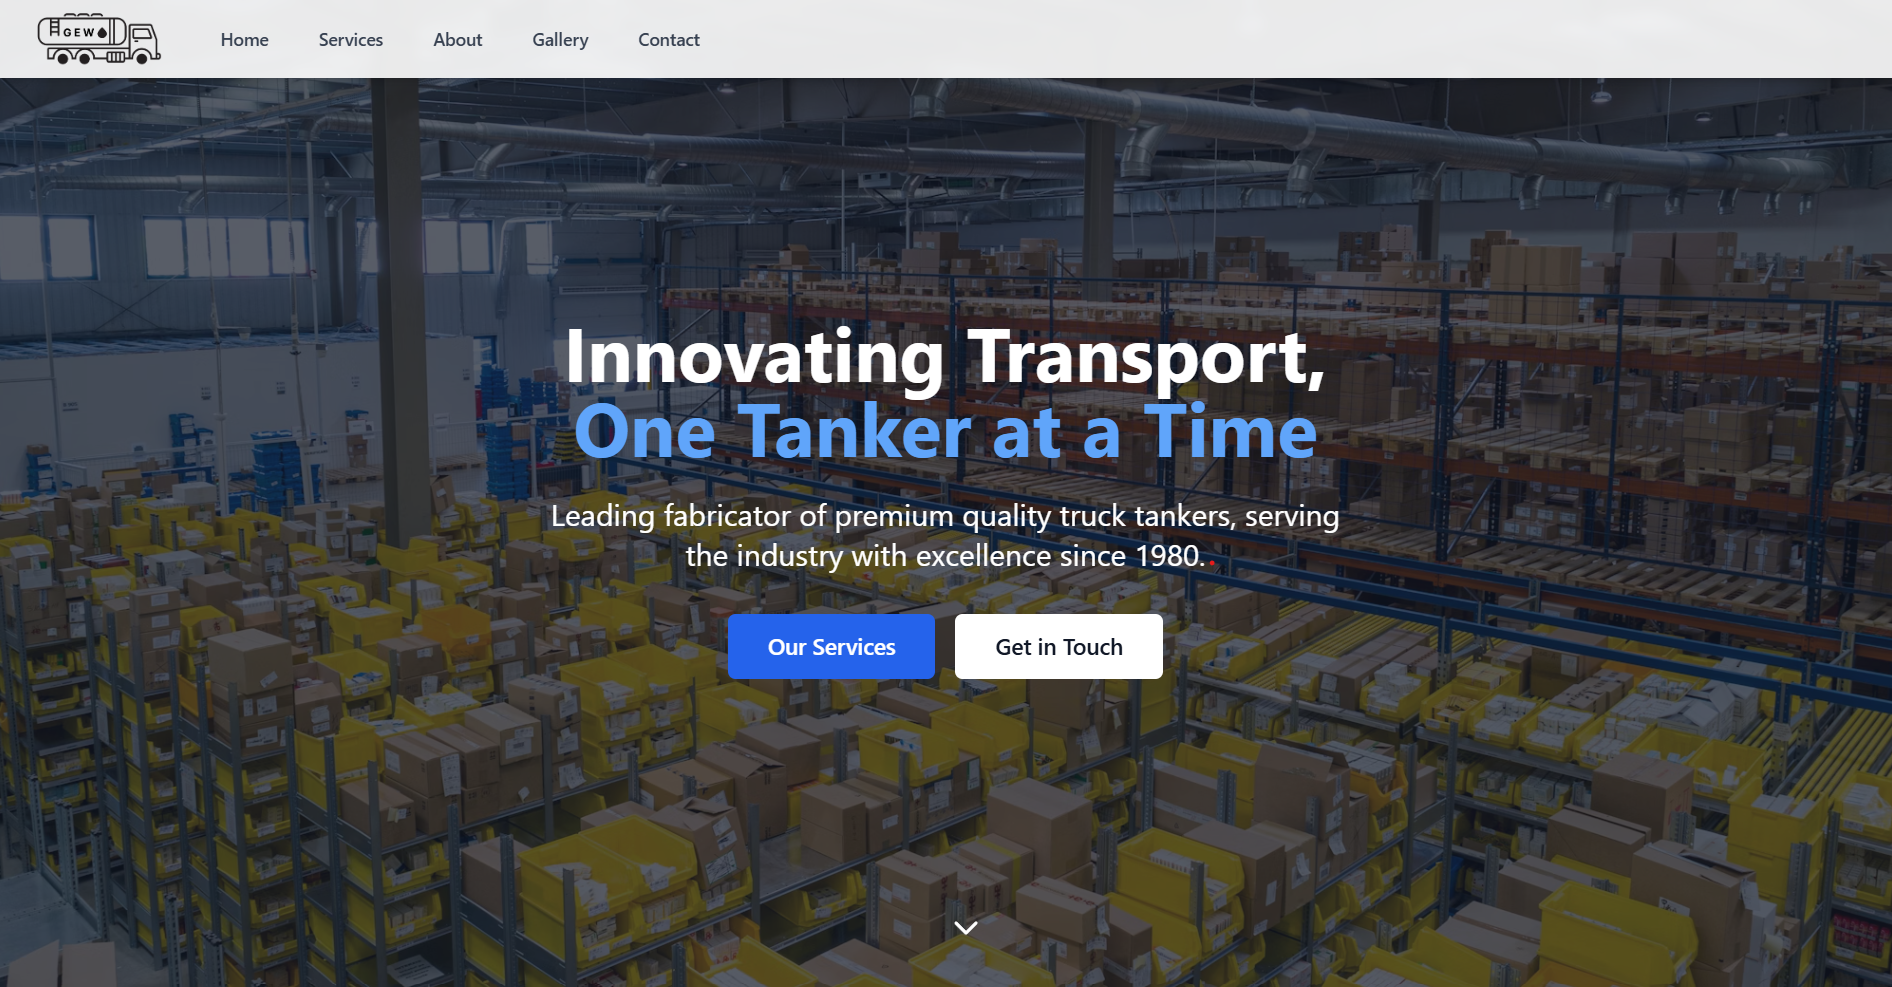 GEW
Home
Services
About
Gallery
Contact
Innovating Transport,
One Tanker at a Time
Leading fabricator of premium quality truck tankers, serving
the industry with excellence since 1980..
Our Services
Get in Touch